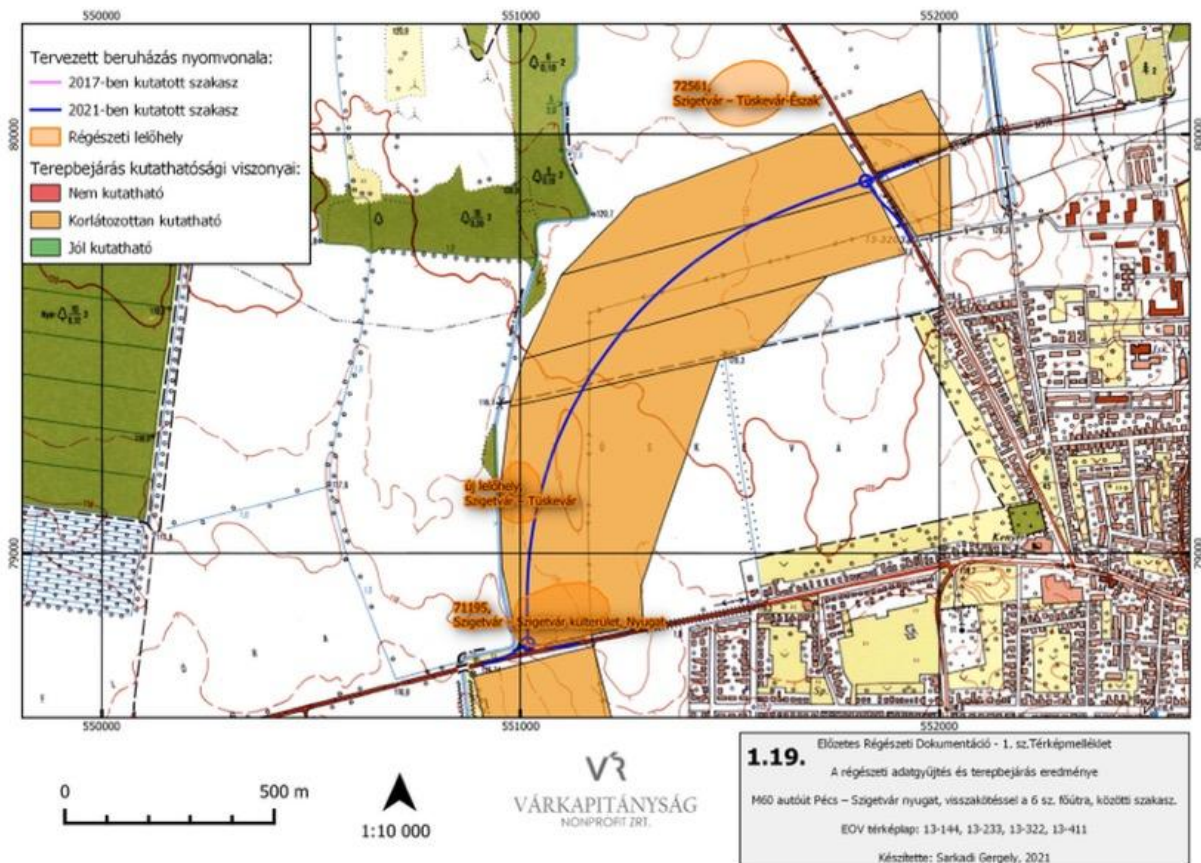 550000
551000
552000
Tervezett beruházás nyomvonala:
2017-ben kutatott szakasz
2021-ben kutatott szakasz
Régészeti lelőhely
Terepbejárás kutathatósági viszonyai:
Nem kutatható
Korlátozottan kutatható
Jól kutatható
72561,
Szigetvár – Tüskevár-Észak
80000
120,7
Új lelőhely,
Szigetvár – Tüskevár
79000
79000
71195,
Szigetvár – Szigetvár külterület, Nyugat
S K E V Á R
550000
551000
552000
0
500 m
1:10 000
VÁRKAPITÁNYSÁG
NONPROFIT ZRT.
1.19.
Előzetes Régészeti Dokumentáció - 1. sz.Térképmelléklet
A régészeti adatgyűjtés és terepbejárás eredménye
M60 autóút Pécs – Szigetvár nyugat, visszakötéssel a 6 sz. főútra, közötti szakasz.
EOV térképlap: 13-144, 13-233, 13-322, 13-411
Készítette: Sarkadi Gergely, 2021